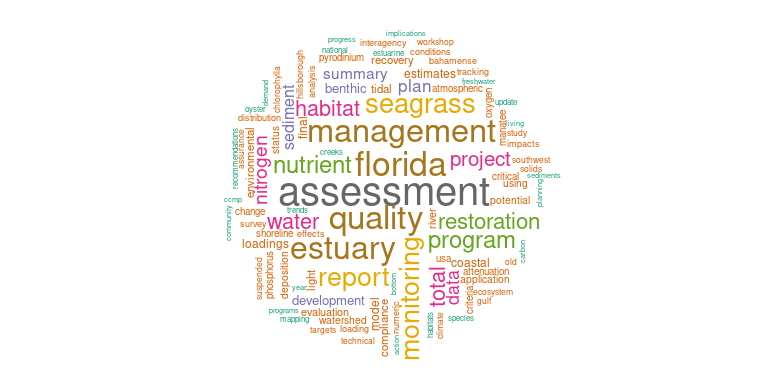 implications
progress
interagency
workshop
national
estuarine
conditions
pyrodinium
recovery
bahamense
summary
estimates
tracking
freshwater
benthic
tidal
plan
atmospheric
hillsborough
analysis
chlorophylla
demand
sediment
habitat
seagrass
oxygen
update
oyster
distribution
final
management
manatee
living
study
impacts
status
environmental
assurance
recommendations
nitrogen
creeks
nutrient
florida
project
southwest
solids
critical
sediments
using
planning
assessment
potential
ccmp
community
change
trends
survey
water
quality
river
restoration
shoreline
effects
program
loadings
estuary
monitoring
carbon
usa
coastal
old
suspended
phosphorus
deposition
light
report
total
data
attenuation
application
year
bottom
criteria
ecosystem
gulf
development
programs
evaluation
model
compliance
numeric
habitats
climate
species
mapping
watershed
targets
loading
technical
action